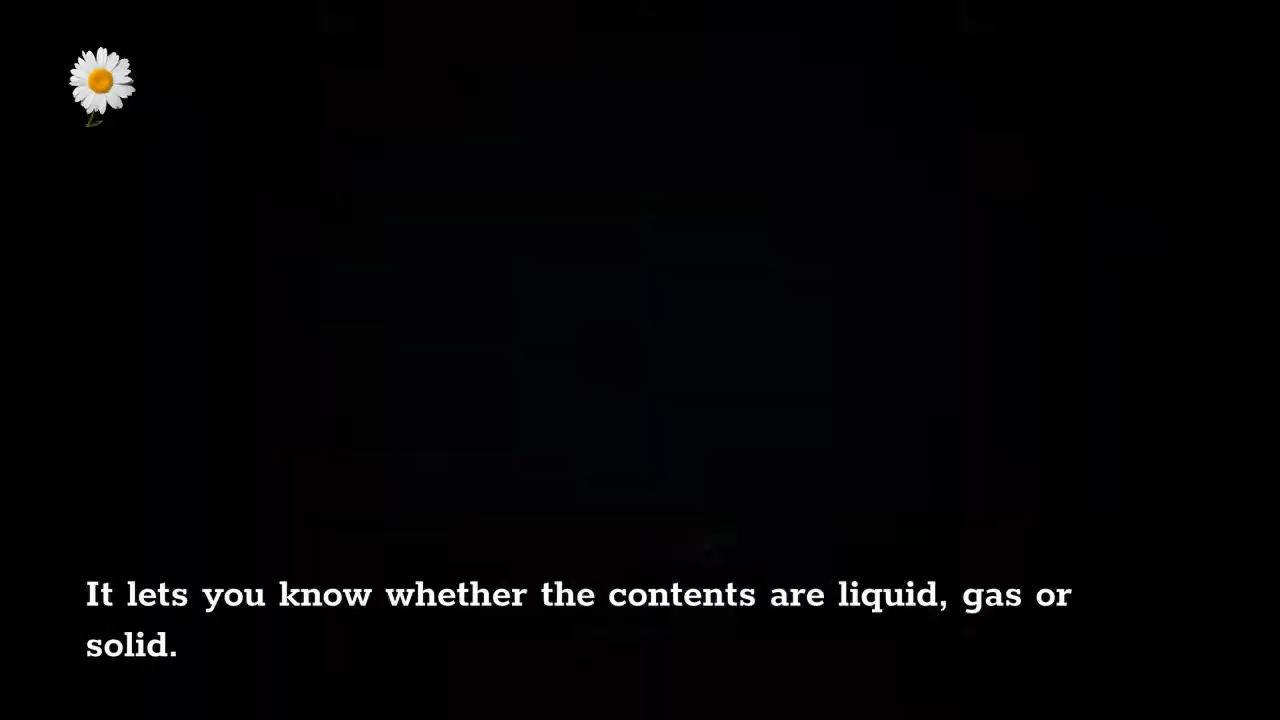 It lets you know whether the contents are liquid, gas or
solid.